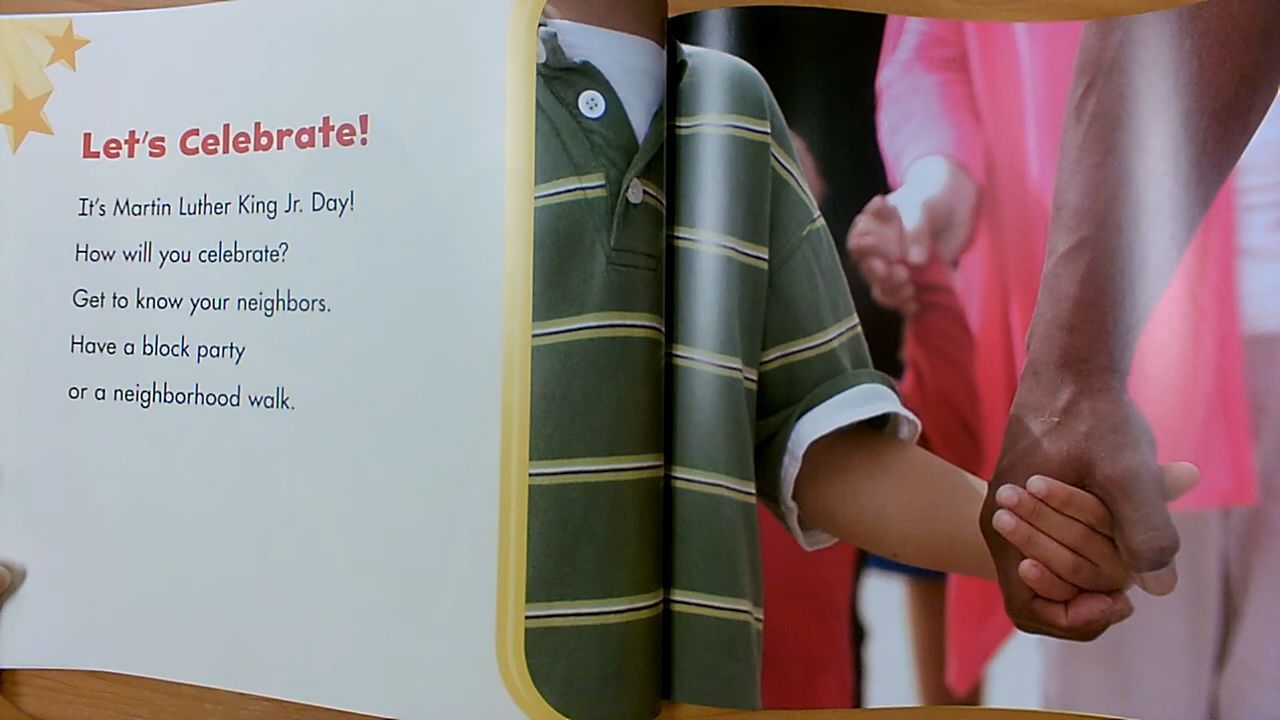 Let's Celebrate!
It's Martin Luther King Jr. Day!
How will you celebrate?
Get to know your neighbors.
Have a block party
or a neighborhood walk.